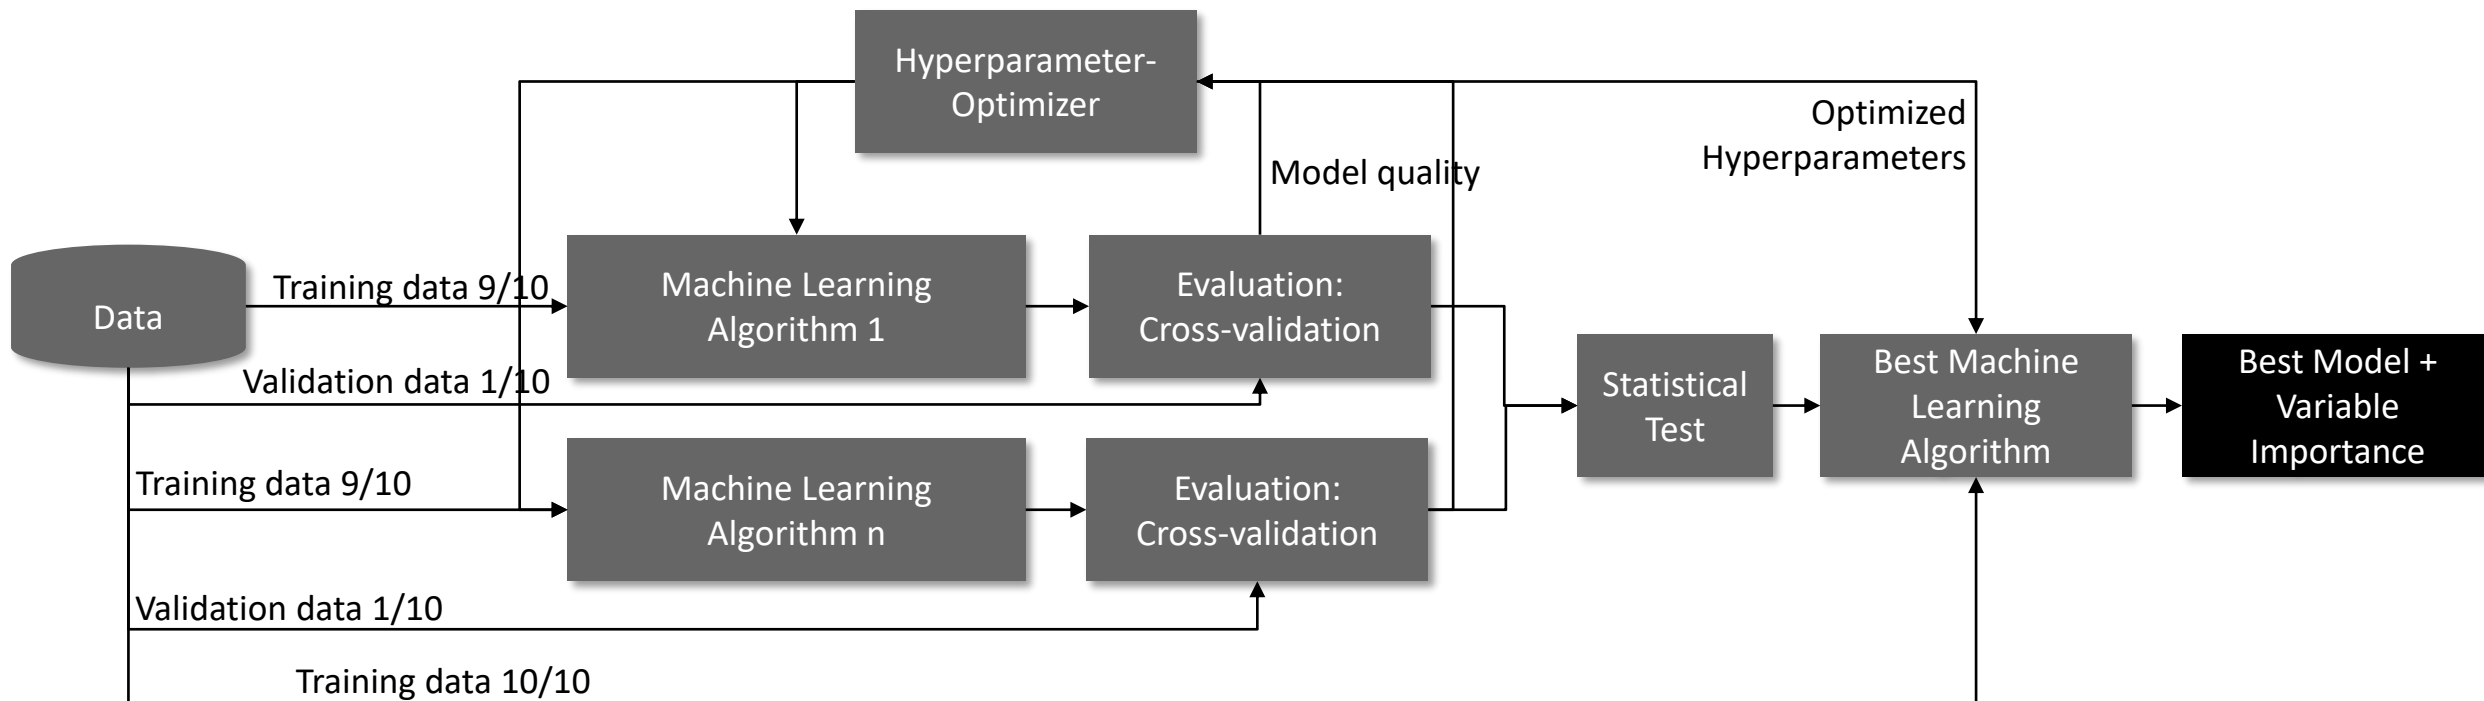 Hyperparameter-
Optimizer
Optimized
Hyperparameters
Model quality
Data
Training data 9/10
Machine Learning
Algorithm 1
Evaluation:
Cross-validation
Validation data 1/10
Statistical
Test
Best Machine
Learning
Algorithm
Best Model +
Variable
Importance
Training data 9/10
Machine Learning
Algorithm n
Evaluation:
Cross-validation
Validation data 1/10
Training data 10/10